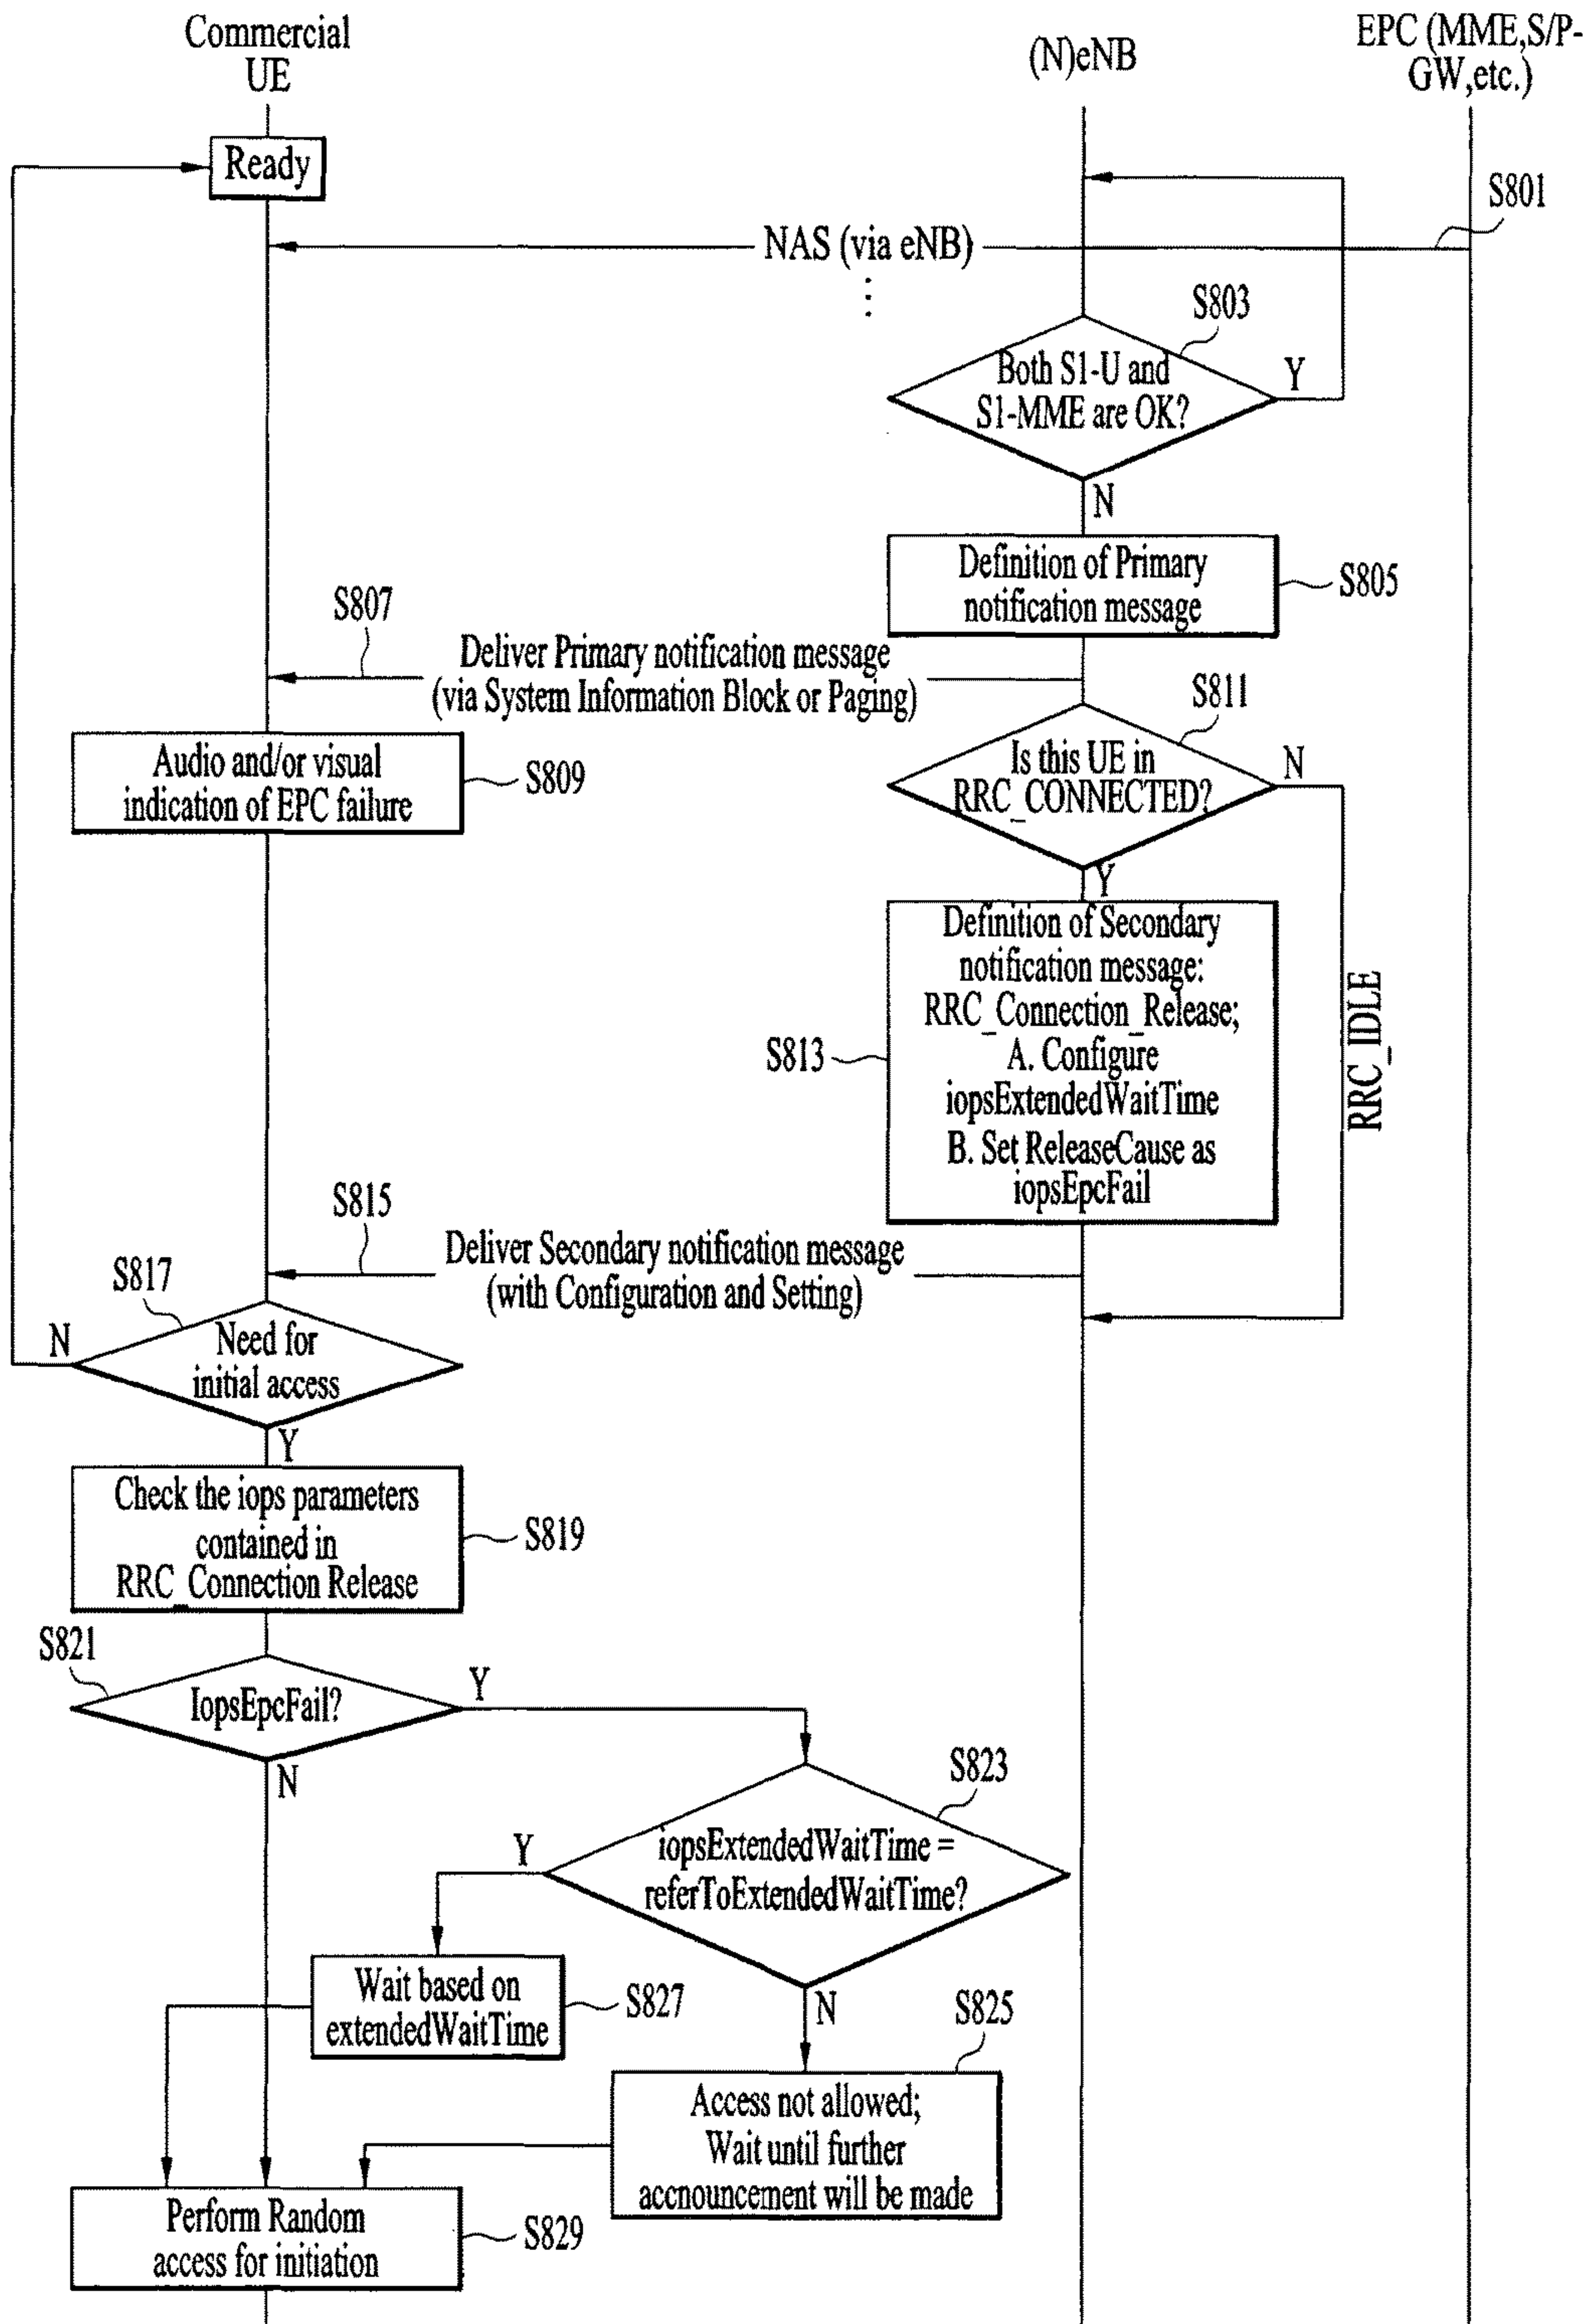 Commercial
UE
(N)eNB
EPC (MME,S/P-
GW,etc.)
Ready
S801
NAS (via eNB)
⋮
S803
Both S1-U and
S1-MME are OK?
Y
N
Definition of Primary
notification message
S805
S807
Deliver Primary notification message
(via System Information Block or Paging)
S811
Audio and/or visual
indication of EPC failure
S809
Is this UE in
RRC_CONNECTED?
N
Y
Definition of Secondary
notification message:
RRC_Connection_Release;
A. Configure
iopsExtendedWaitTime
B. Set ReleaseCause as
iopsEpcFail
S813
RRC_IDLE
S815
Deliver Secondary notification message
(with Configuration and Setting)
S817
N
Need for
initial access
Y
Check the iops parameters
contained in
RRC_Connection Release
S819
S821
IopsEpcFail?
Y
N
S823
iopsExtendedWaitTime =
referToExtendedWaitTime?
Y
N
Wait based on
extendedWaitTime
S827
S825
Access not allowed;
Wait until further
accnouncement will be made
Perform Random
access for initiation
S829